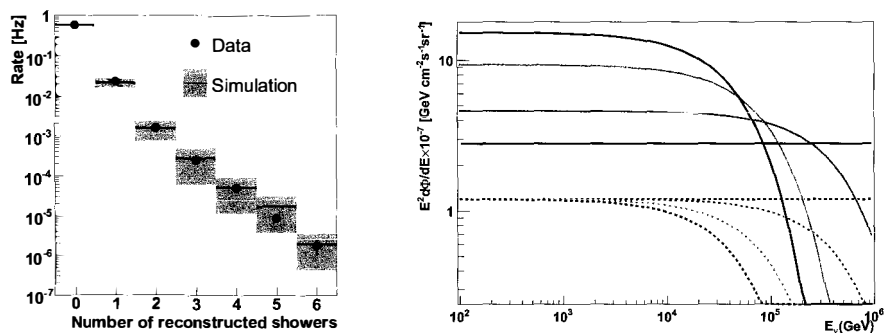 Rate [Hz]
1
10-1
10-2
10-3
10-4
10-5
10-6
10-7
Data
Simulation
0 1 2 3 4 5 6
Number of reconstructed showers
E²dΦ/dE×10-7 [GeV cm-2s-1sr-1]
10
1
10² 10³ 10⁴ 10⁵ 10⁶
Eν(GeV)